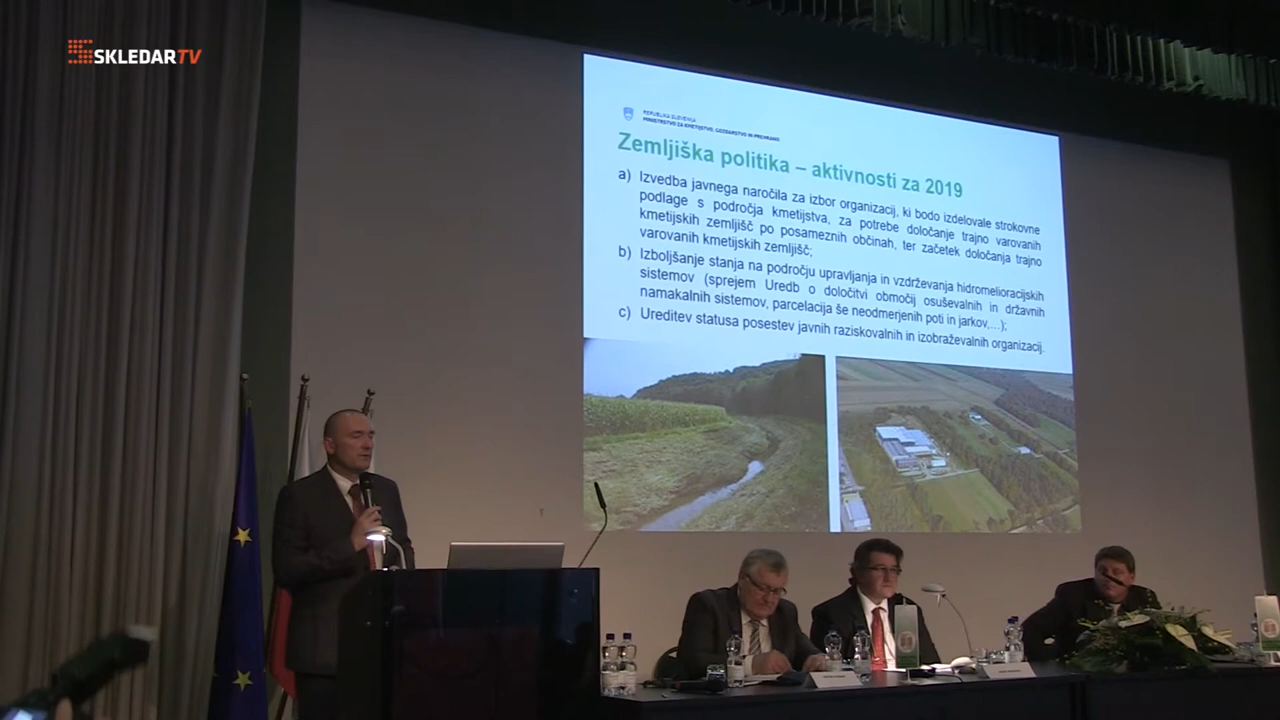 SKLEDARTV
REPUBLIKA SLOVENIJA
MINISTRSTVO ZA KMETIJSTVO, GOZDARSTVO IN PREHRANO
Zemljiška politika – aktivnosti za 2019
a) Izvedba javnega naročila za izbor organizacij, ki bodo izdelovale strokovne
podlage s področja kmetijstva, za potrebe določanje trajno varovanih
kmetijskih zemljišč po posameznih občinah, ter začetek določanja trajno
varovanih kmetijskih zemljišč;
b) Izboljšanje stanja na področju upravljanja in vzdrževanja hidromelioracijskih
sistemov (sprejem Uredb o določitvi območij osuševalnih in državnih
namakalnih sistemov, parcelacija še neodmerjenih poti in jarkov,...);
c) Ureditev statusa posestev javnih raziskovalnih in izobraževalnih organizacij.